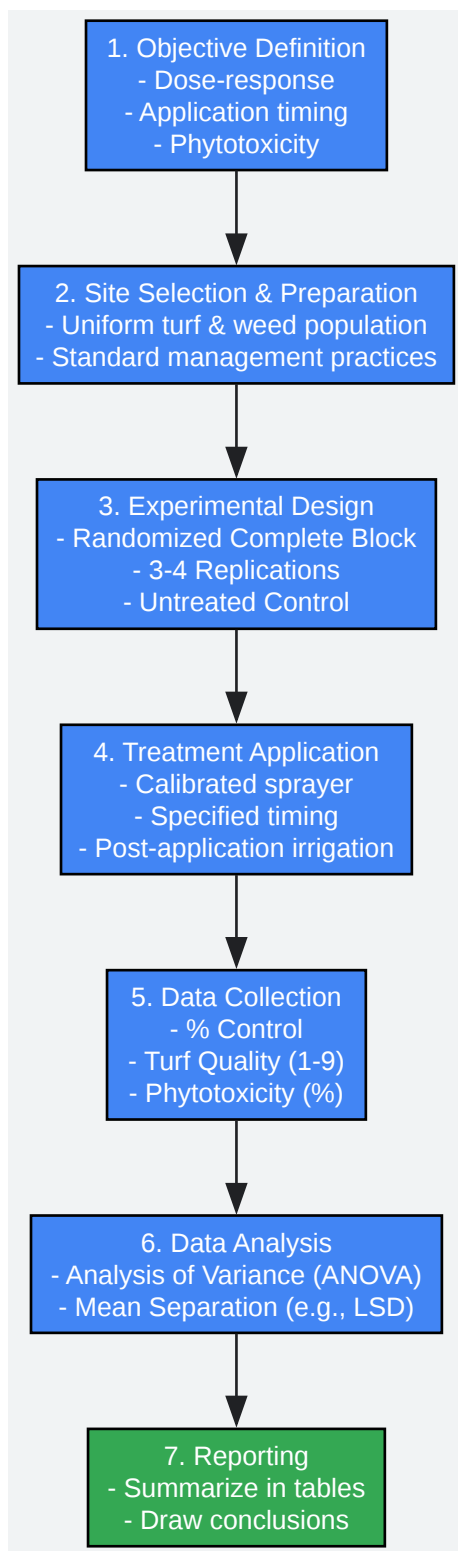 1. Objective Definition
- Dose-response
- Application timing
- Phytotoxicity
2. Site Selection & Preparation
- Uniform turf & weed population
- Standard management practices
3. Experimental Design
- Randomized Complete Block
- 3-4 Replications
- Untreated Control
4. Treatment Application
- Calibrated sprayer
- Specified timing
- Post-application irrigation
5. Data Collection
- % Control
- Turf Quality (1-9)
- Phytotoxicity (%)
6. Data Analysis
- Analysis of Variance (ANOVA)
- Mean Separation (e.g., LSD)
7. Reporting
- Summarize in tables
- Draw conclusions